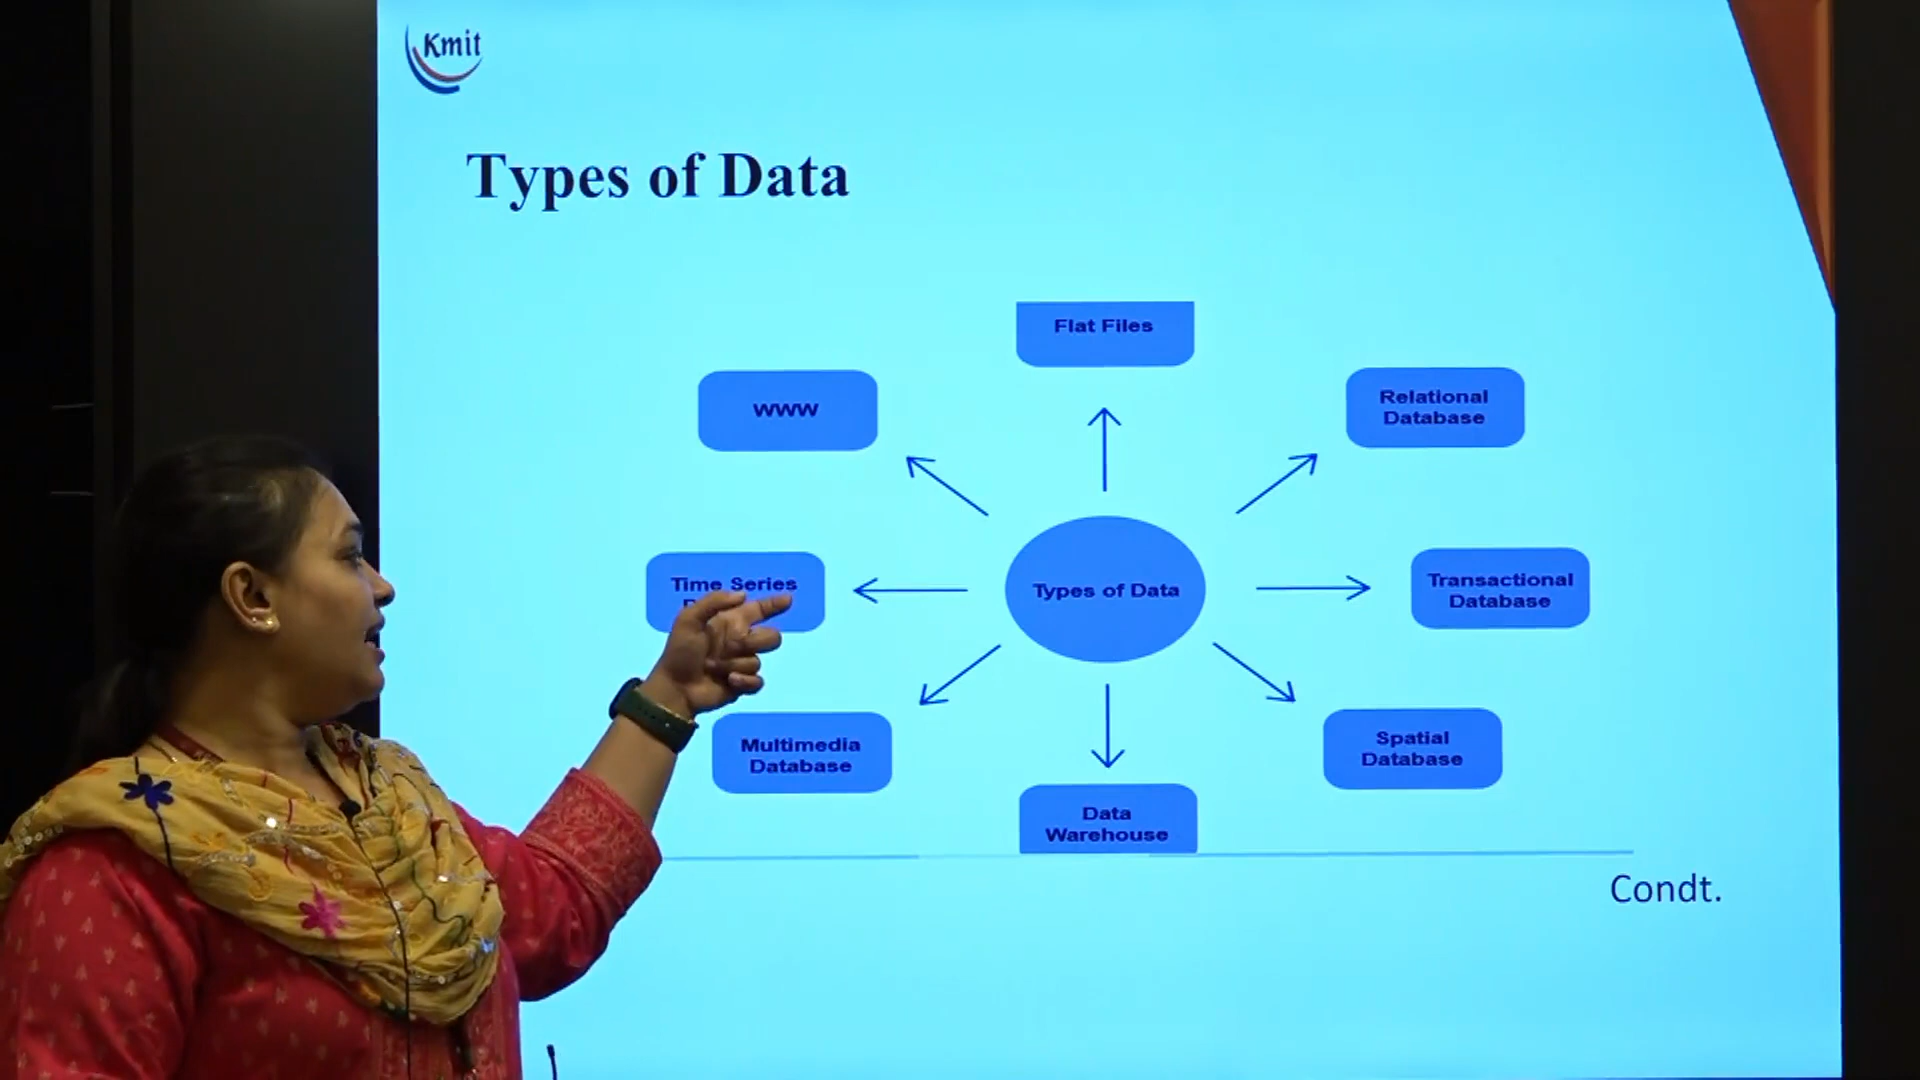 Kmit
Types of Data
Flat Files
WWW
Relational
Database
Time Series
Types of Data
Transactional
Database
Multimedia
Database
Spatial
Database
Data
Warehouse
Condt.